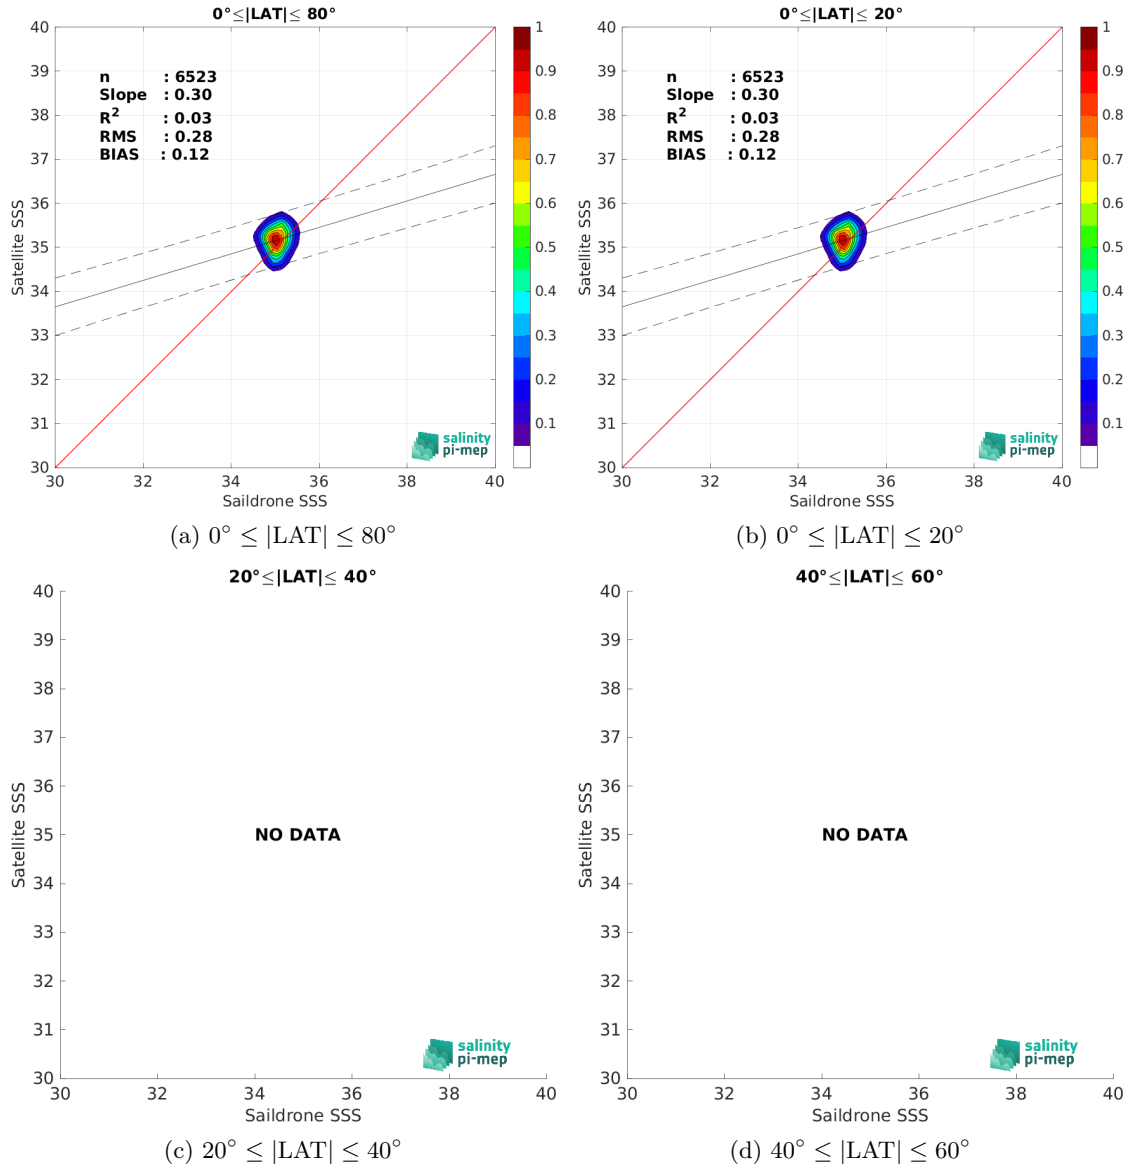 0°≤|LAT|≤ 80°
40
39
38
37
36
35
34
33
32
31
30
Satellite SSS
n : 6523
Slope : 0.30
R² : 0.03
RMS : 0.28
BIAS : 0.12
salinity
pi-mep
30 32 34 36 38 40
Saildrone SSS
1
0.9
0.8
0.7
0.6
0.5
0.4
0.3
0.2
0.1
(a) 0° ≤ |LAT| ≤ 80°
0°≤|LAT|≤ 20°
40
39
38
37
36
35
34
33
32
31
30
Satellite SSS
n : 6523
Slope : 0.30
R² : 0.03
RMS : 0.28
BIAS : 0.12
salinity
pi-mep
30 32 34 36 38 40
Saildrone SSS
1
0.9
0.8
0.7
0.6
0.5
0.4
0.3
0.2
0.1
(b) 0° ≤ |LAT| ≤ 20°
20°≤|LAT|≤ 40°
40
39
38
37
36
35
34
33
32
31
30
Satellite SSS
NO DATA
salinity
pi-mep
30 32 34 36 38 40
Saildrone SSS
(c) 20° ≤ |LAT| ≤ 40°
40°≤|LAT|≤ 60°
40
39
38
37
36
35
34
33
32
31
30
Satellite SSS
NO DATA
salinity
pi-mep
30 32 34 36 38 40
Saildrone SSS
(d) 40° ≤ |LAT| ≤ 60°